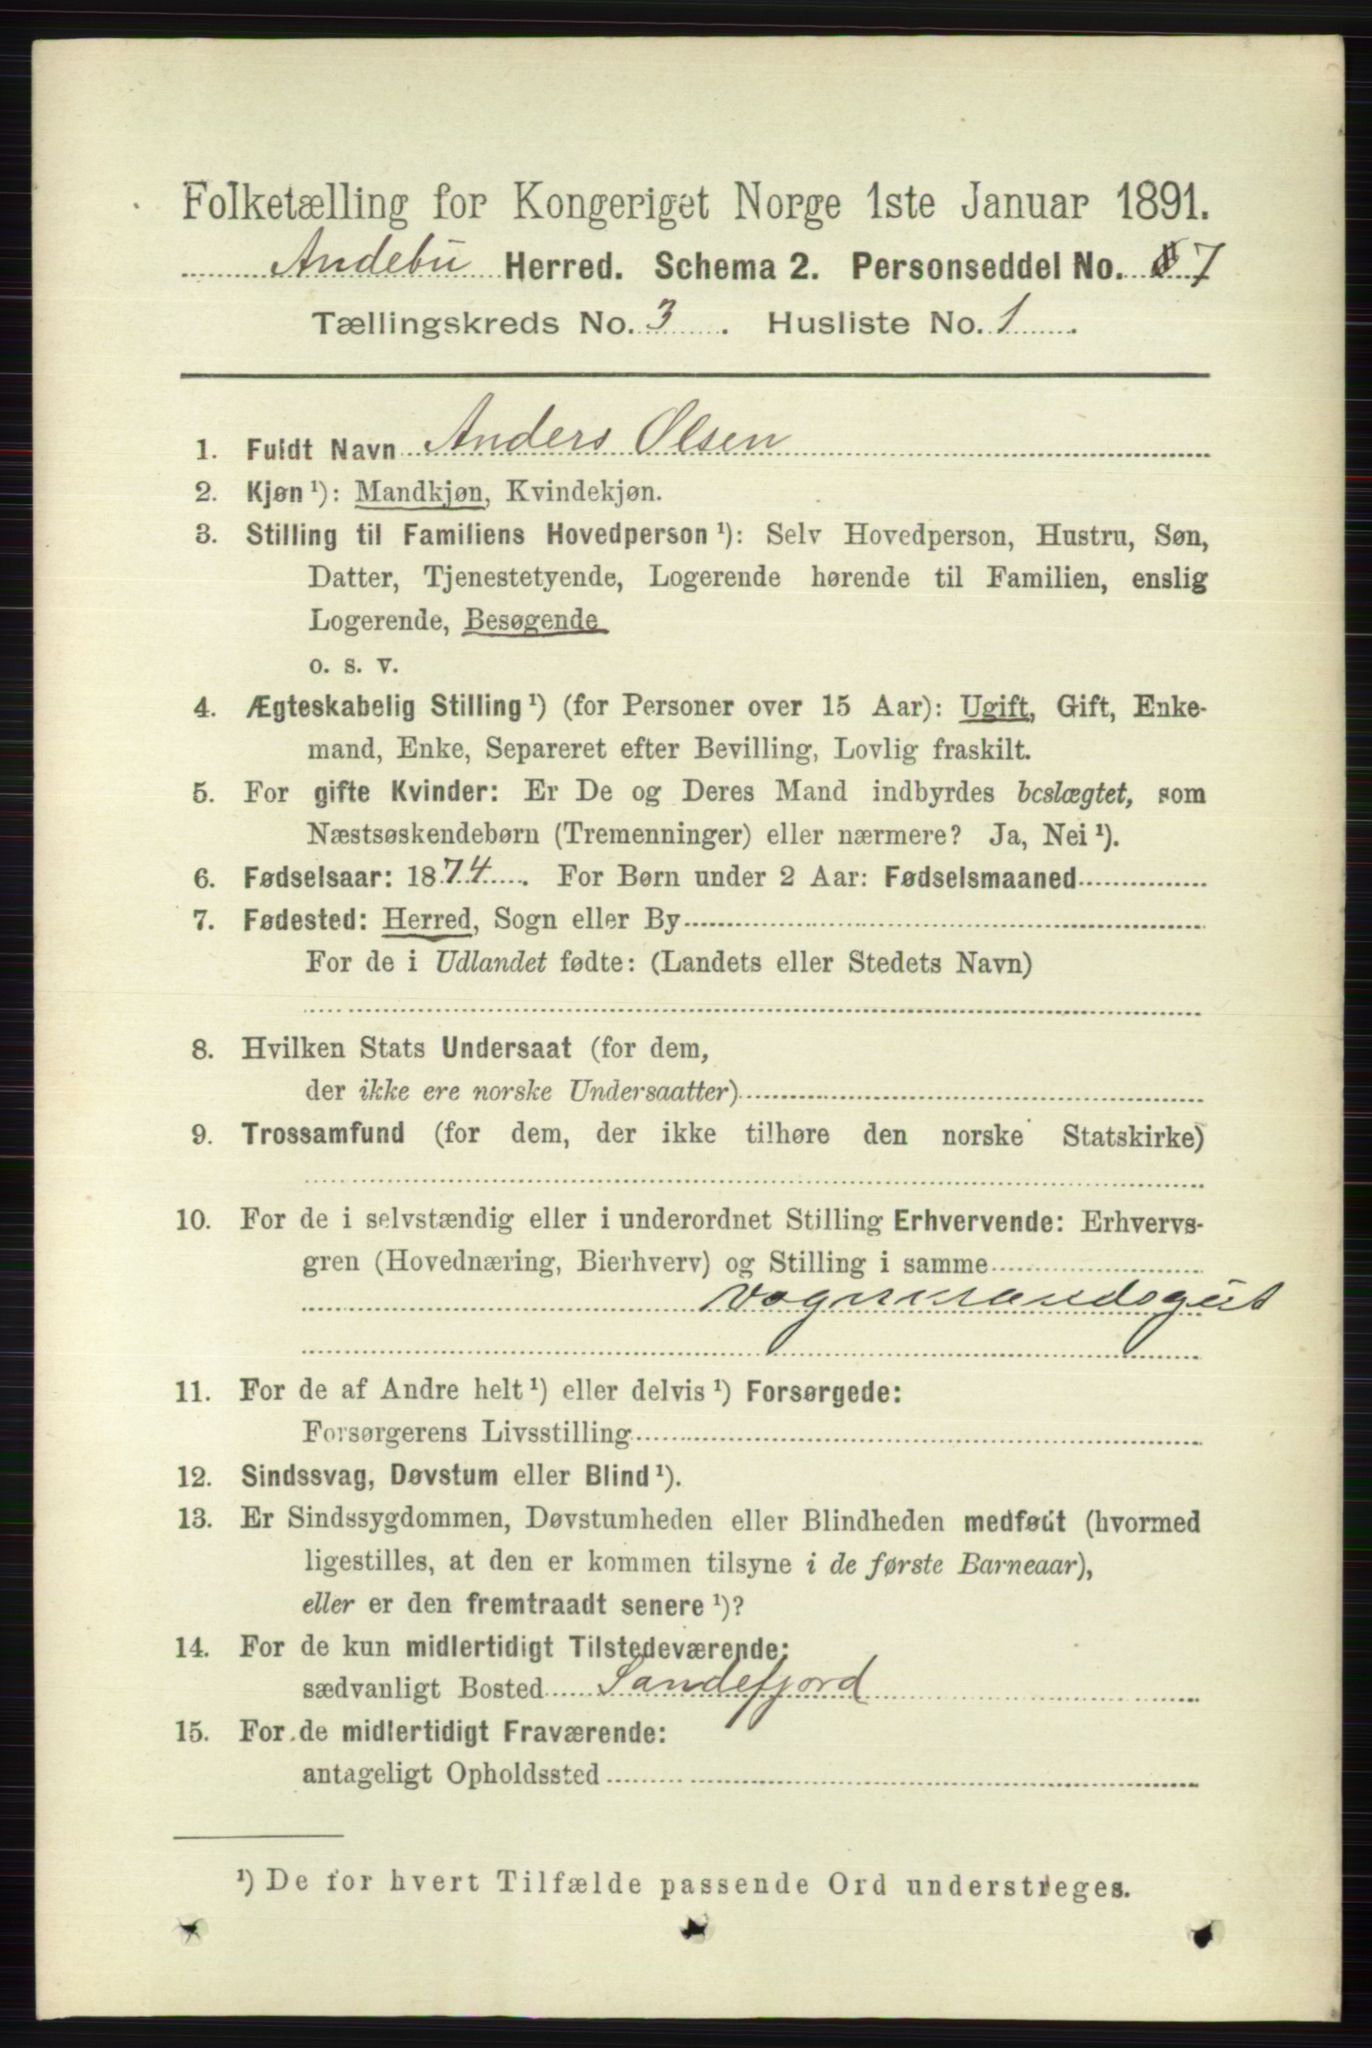 Folketælling for Kongeriget Norge 1ste Januar 1891.
Andebu Herred. Schema 2. Personseddel No. 7
Tællingskreds No. 3. Husliste No. 1.
1. Fuldt Navn Anders Olsen
2. Kjøn ¹): Mandkjøn, Kvindekjøn.
3. Stilling til Familiens Hovedperson ¹): Selv Hovedperson, Hustru, Søn,
Datter, Tjenestetyende, Logerende hørende til Familien, enslig
Logerende, Besøgende
o. s. v.
4. Ægteskabelig Stilling ¹) (for Personer over 15 Aar): Ugift, Gift, Enke-
mand, Enke, Separeret efter Bevilling, Lovlig fraskilt.
5. For gifte Kvinder: Er De og Deres Mand indbyrdes beslægtet, som
Næstsøskendebørn (Tremenninger) eller nærmere? Ja, Nei ¹).
6. Fødselsaar: 1874. For Børn under 2 Aar: Fødselsmaaned
7. Fødested: Herred, Sogn eller By
For de i Udlandet fødte: (Landets eller Stedets Navn)
8. Hvilken Stats Undersaat (for dem,
der ikke ere norske Undersaatter)
9. Trossamfund (for dem, der ikke tilhøre den norske Statskirke)
10. For de i selvstændig eller i underordnet Stilling Erhvervende: Erhvervs-
gren (Hovednæring, Bierhverv) og Stilling i samme
Vognmandsgut
11. For de af Andre helt ¹) eller delvis ¹) Forsørgede:
Forsørgerens Livsstilling
12. Sindssvag, Døvstum eller Blind ¹).
13. Er Sindssygdommen, Døvstumheden eller Blindheden medfødt (hvormed
ligestilles, at den er kommen tilsyne i de første Barneaar),
eller er den fremtraadt senere ¹)?
14. For de kun midlertidigt Tilstedeværende:
sædvanligt Bosted Sandefjord
15. For de midlertidigt Fraværende:
antageligt Opholdssted
¹) De for hvert Tilfælde passende Ord understreges.